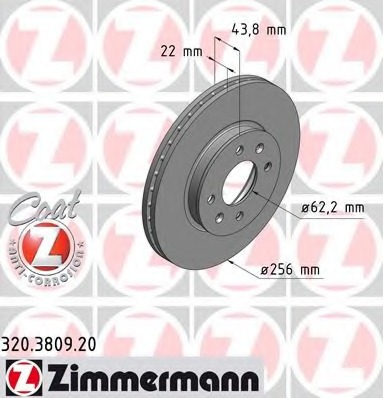 43,8 mm
22 mm
ø62,2 mm
ø256 mm
Coat
Z
ANTI-CORROSION
320.3809.20
Z Zimmermann